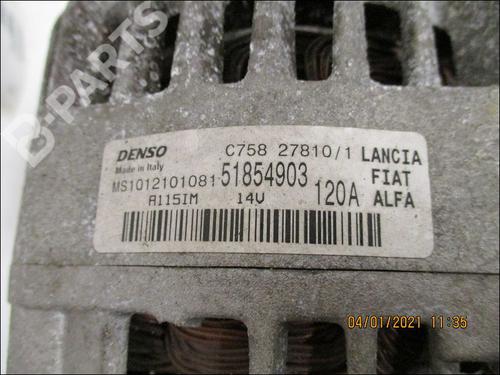 B-PARTS
DENSO C758 27810/1 LANCIA
Made in Italy
MS1012101081 51854903 FIAT
A115IM 14V 120A ALFA
04/01/2021 11:35